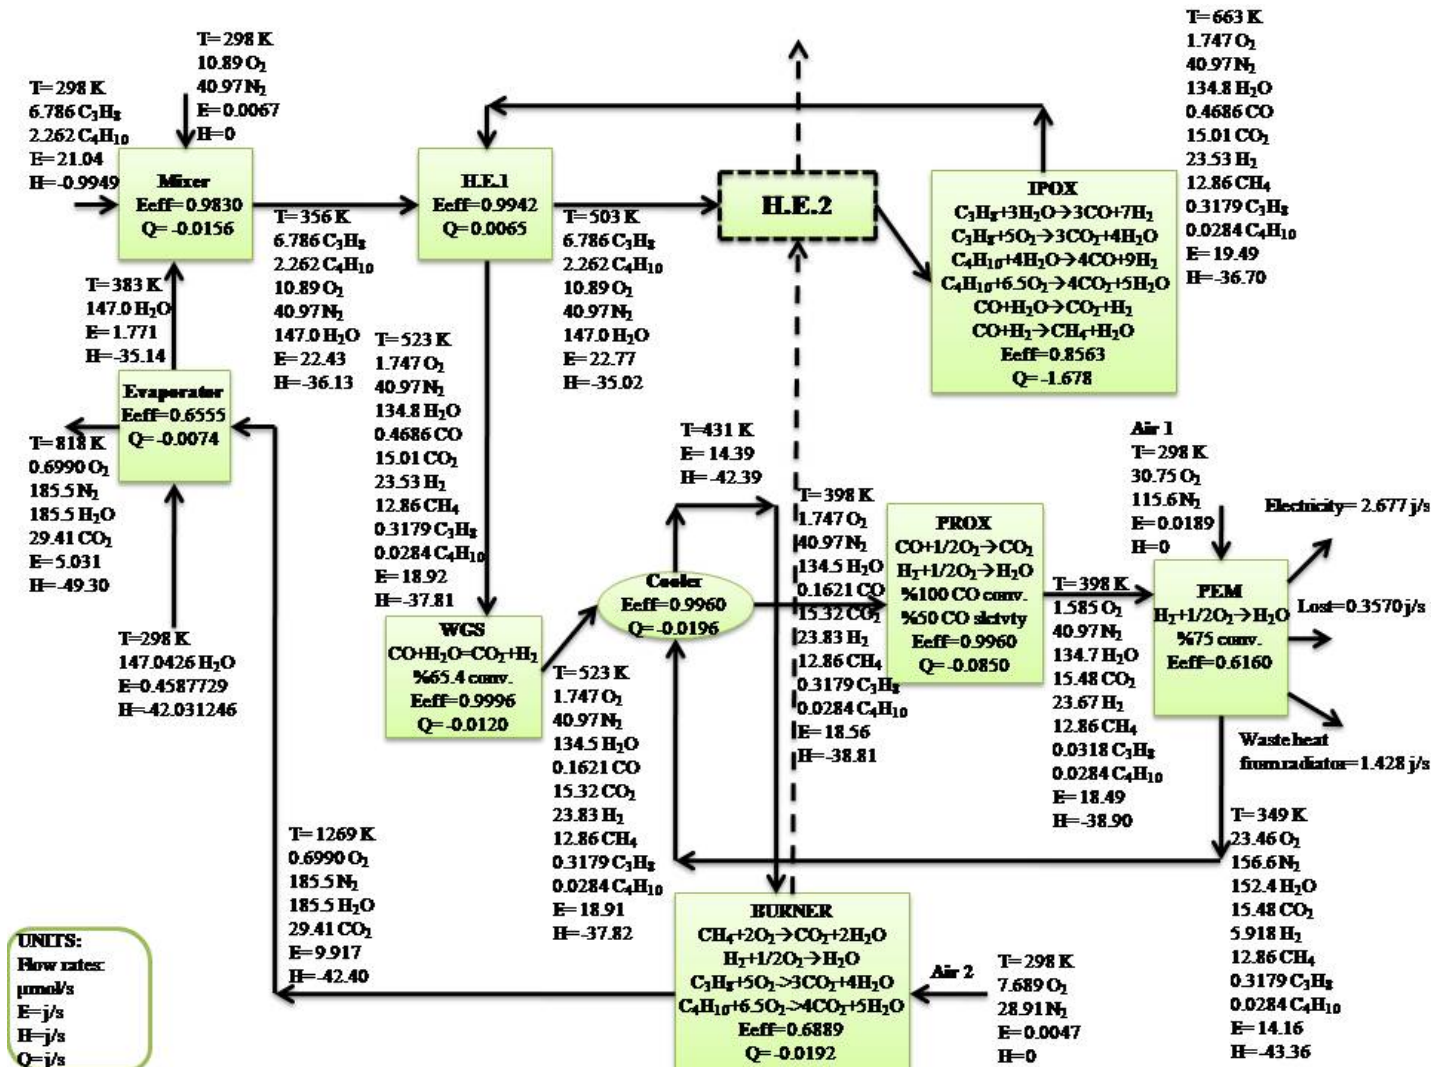 T=298 K
10.89 O₂
40.97 N₂
E=0.0067
H=0
T=298 K
6.786 C₃H₈
2.262 C₄H₁₀
E=21.04
H=-0.9949
Mixer
Eeff=0.9830
Q=-0.0156
T=356 K
6.786 C₃H₈
2.262 C₄H₁₀
10.89 O₂
40.97 N₂
147.0 H₂O
E=22.43
H=-36.13
H.E.1
Eeff=0.9942
Q=0.0065
T=503 K
6.786 C₃H₈
2.262 C₄H₁₀
10.89 O₂
40.97 N₂
147.0 H₂O
E=22.77
H=-35.02
H.E.2
IPOX
C₃H₈+3H₂O→3CO+7H₂
C₃H₈+5O₂→3CO₂+4H₂O
C₄H₁₀+4H₂O→4CO+9H₂
C₄H₁₀+6.5O₂→4CO₂+5H₂O
CO+H₂O→CO₂+H₂
CO+H₂→CH₄+H₂O
Eeff=0.8563
Q=-1.678
T=663 K
1.747 O₂
40.97 N₂
134.8 H₂O
0.4686 CO
15.01 CO₂
23.53 H₂
12.86 CH₄
0.3179 C₃H₈
0.0284 C₄H₁₀
E=19.49
H=-36.70
T=383 K
147.0 H₂O
E=1.771
H=-35.14
Evaporator
Eeff=0.6555
Q=-0.0074
T=818 K
0.6990 O₂
185.5 N₂
185.5 H₂O
29.41 CO₂
E=5.031
H=-49.30
T=298 K
147.0426 H₂O
E=0.4587729
H=-42.031246
T=523 K
1.747 O₂
40.97 N₂
134.8 H₂O
0.4686 CO
15.01 CO₂
23.53 H₂
12.86 CH₄
0.3179 C₃H₈
0.0284 C₄H₁₀
E=18.92
H=-37.81
WGS
CO+H₂O=CO₂+H₂
%65.4 conv.
Eeff=0.9996
Q=-0.0120
T=523 K
1.747 O₂
40.97 N₂
134.5 H₂O
0.1621 CO
15.32 CO₂
23.83 H₂
12.86 CH₄
0.3179 C₃H₈
0.0284 C₄H₁₀
E=18.91
H=-37.82
Cooler
Eeff=0.9960
Q=-0.0196
T=431 K
E=14.39
H=-42.39
T=398 K
1.747 O₂
40.97 N₂
134.5 H₂O
0.1621 CO
15.32 CO₂
23.83 H₂
12.86 CH₄
0.3179 C₃H₈
0.0284 C₄H₁₀
E=18.56
H=-38.81
PROX
CO+1/2O₂→CO₂
H₂+1/2O₂→H₂O
%100 CO conv.
%50 CO slctvty
Eeff=0.9960
Q=-0.0850
T=398 K
1.585 O₂
40.97 N₂
134.7 H₂O
15.48 CO₂
23.67 H₂
12.86 CH₄
0.0318 C₃H₈
0.0284 C₄H₁₀
E=18.49
H=-38.90
Air 1
T=298 K
30.75 O₂
115.6 N₂
E=0.0189
H=0
PEM
H₂+1/2O₂→H₂O
%75 conv.
Eeff=0.6160
Electricity=2.677 j/s
Lost=0.3570 j/s
Waste heat
from radiator=1.428 j/s
T=349 K
23.46 O₂
156.6 N₂
152.4 H₂O
15.48 CO₂
5.918 H₂
12.86 CH₄
0.3179 C₃H₈
0.0284 C₄H₁₀
E=14.16
H=-43.36
T=1269 K
0.6990 O₂
185.5 N₂
185.5 H₂O
29.41 CO₂
E=9.917
H=-42.40
BURNER
CH₄+2O₂→CO₂+2H₂O
H₂+1/2O₂→H₂O
C₃H₈+5O₂->3CO₂+4H₂O
C₄H₁₀+6.5O₂->4CO₂+5H₂O
Eeff=0.6889
Q=-0.0192
Air 2
T=298 K
7.689 O₂
28.91 N₂
E=0.0047
H=0
UNITS:
Flow rates:
µmol/s
E=j/s
H=j/s
Q=j/s